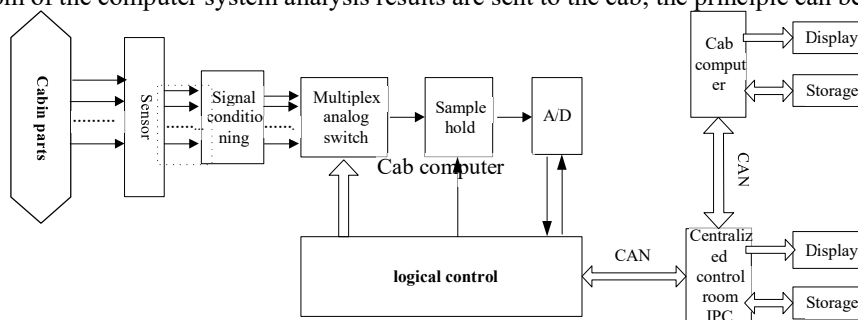 om of the computer system analysis results are sent to the cab, the principle can be
Cabin parts
Sensor
Signal
conditio
ning
Multiplex
analog
switch
Sample
hold
A/D
Cab computer
logical control
CAN
Cab
comput
er
Display
Storage
CAN
Centraliz
ed
control
room
IPC
Display
Storage